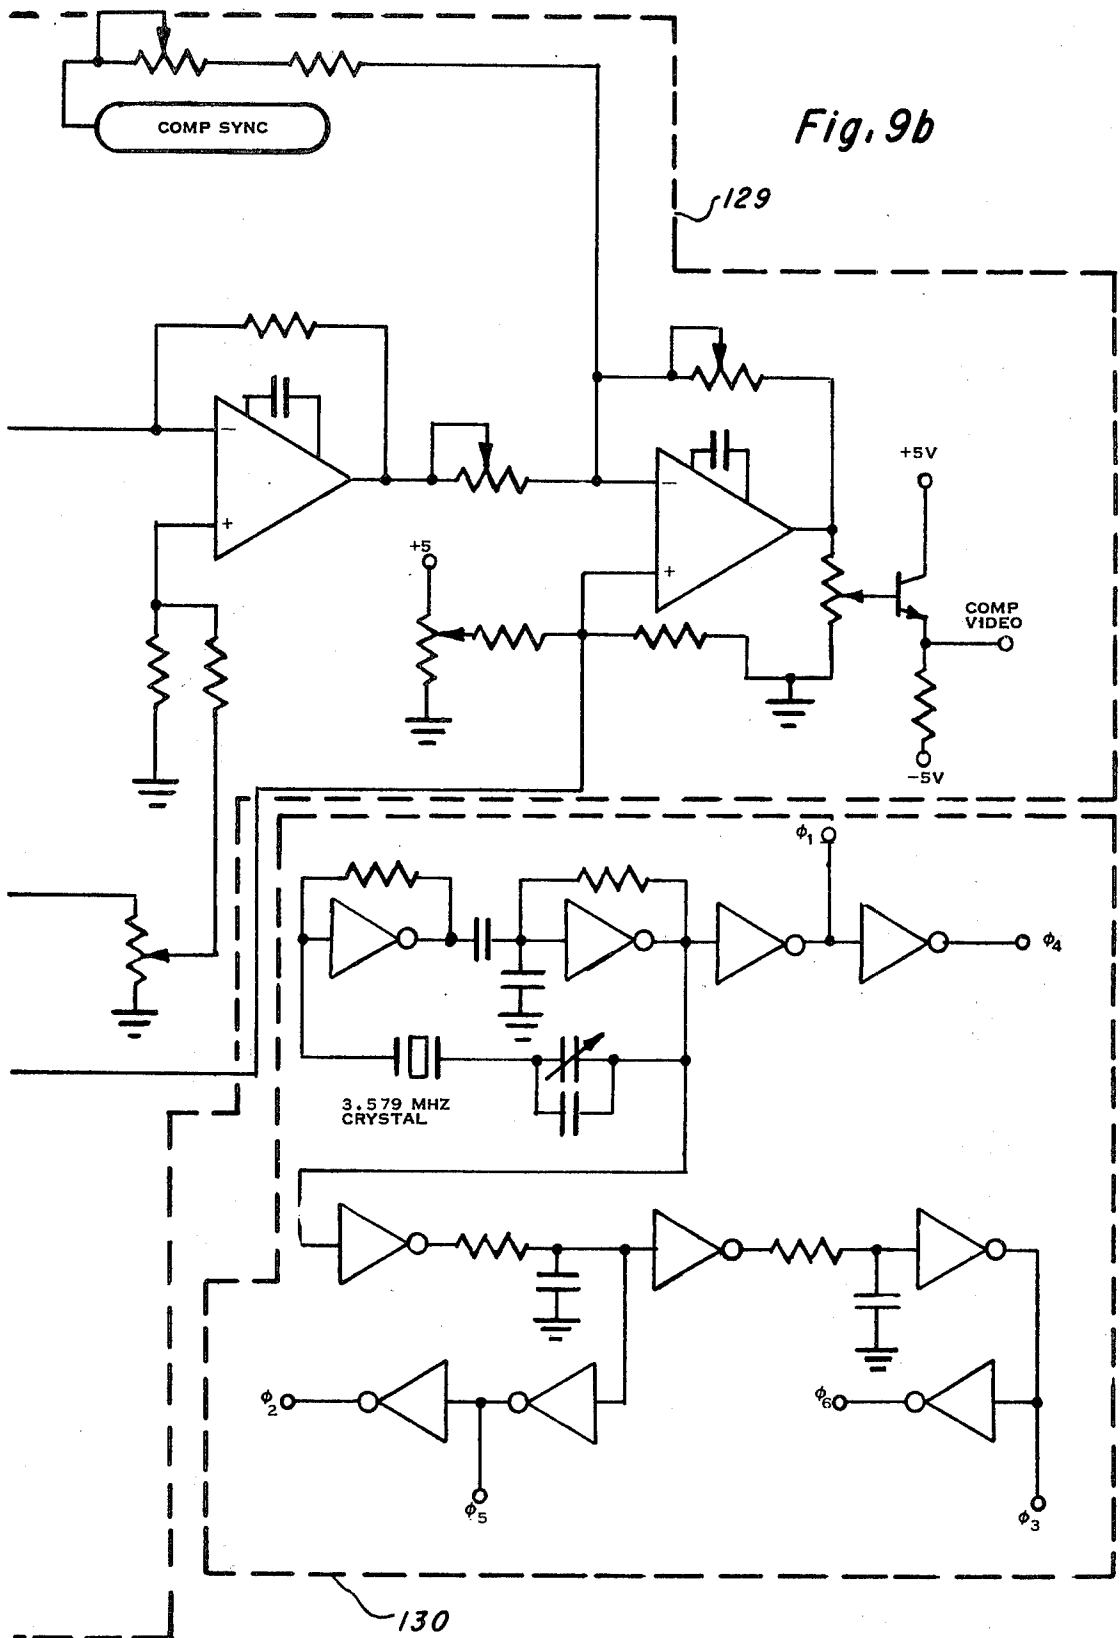 COMP SYNC
Fig. 9b
129
−
+
−
+
+5V
+5
COMP
VIDEO
−5V
ϕ1
ϕ4
3.579 MHZ
CRYSTAL
ϕ2
ϕ6
ϕ5
ϕ3
130